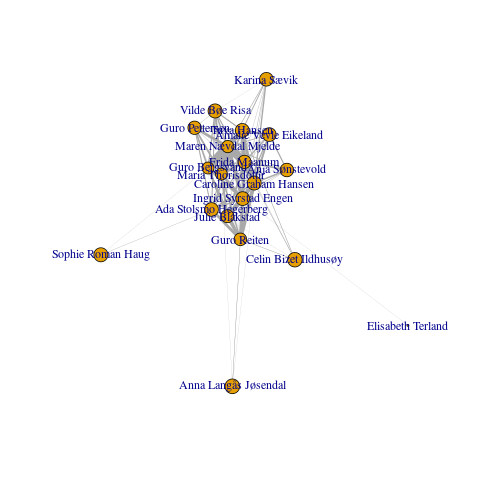 Karina Sævik
Vilde Bøe Risa
Guro Pettersen
Hansen
Amalie Vevle Eikeland
Maren Nævdal Mjelde
Frida Maanum
Guro Bergsvand
Anja Sønstevold
Maria Thorisdottir
Caroline Graham Hansen
Ingrid Syrstad Engen
Ada Stolsmo Hegerberg
Julie Blakstad
Guro Reiten
Sophie Roman Haug
Celin Bizet Ildhusøy
Elisabeth Terland
Anna Langås Jøsendal